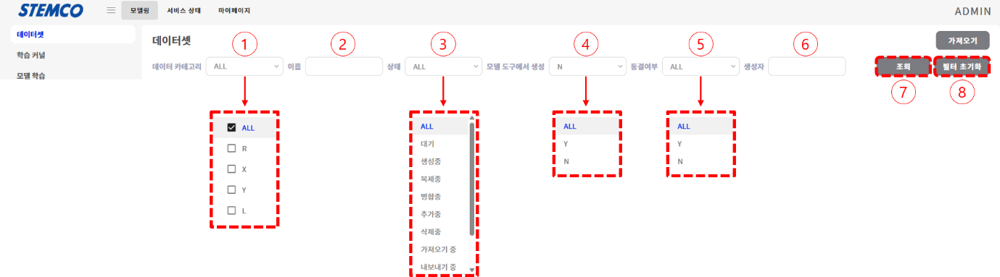 STEMCO 모델링 서비스 상태 마이페이지 ADMIN
데이터셋
학습 커널
모델 학습
데이터셋 가져오기
① ② ③ ④ ⑤ ⑥
데이터 카테고리 ALL 이름 상태 ALL 모델 도구에서 생성 N 동결여부 ALL 생성자 조회 필터 초기화
⑦ ⑧
ALL
R
X
Y
L
ALL
대기
생성중
복제중
병합중
추가중
삭제중
가져오기 중
내보내기 중
ALL
Y
N
ALL
Y
N